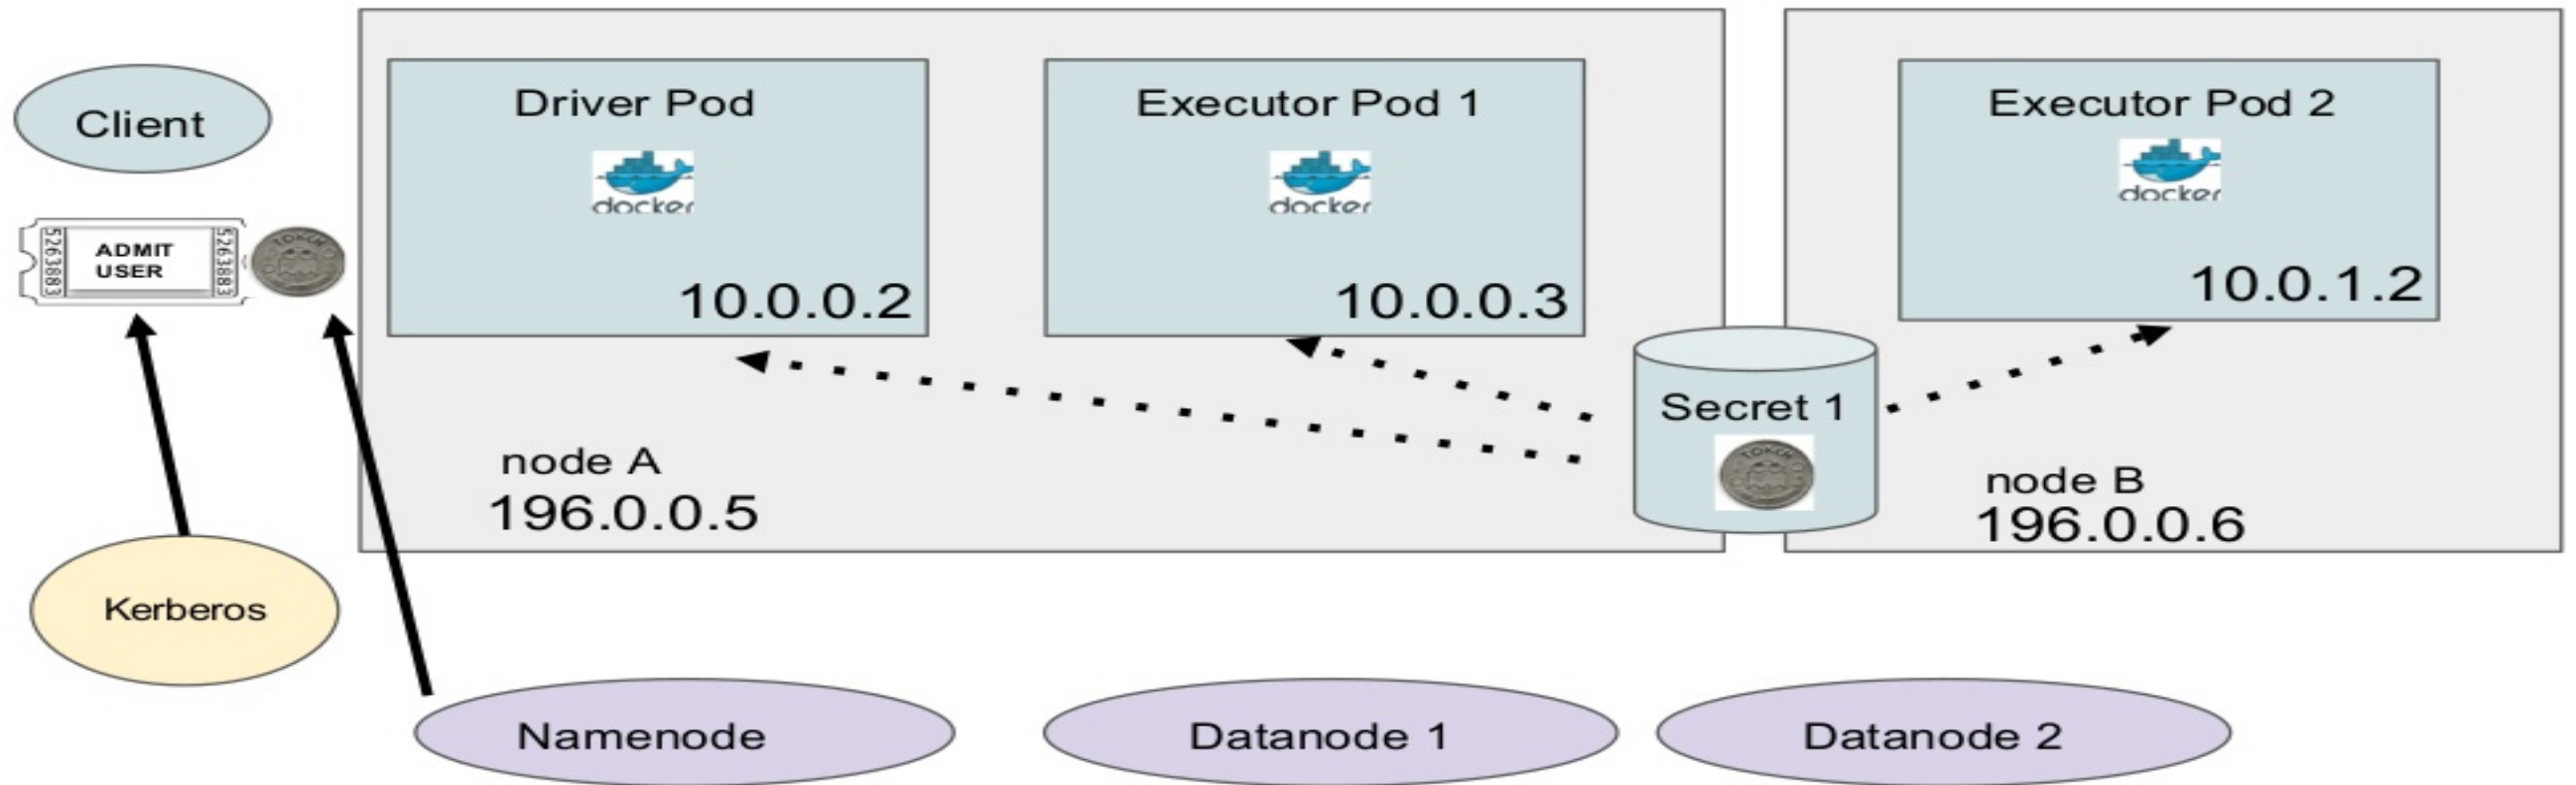 Client
ADMIT
USER
5263883
5263883
TOKEN
Driver Pod
docker
10.0.0.2
Executor Pod 1
docker
10.0.0.3
Executor Pod 2
docker
10.0.1.2
Secret 1
TOKEN
node A
196.0.0.5
node B
196.0.0.6
Kerberos
Namenode
Datanode 1
Datanode 2